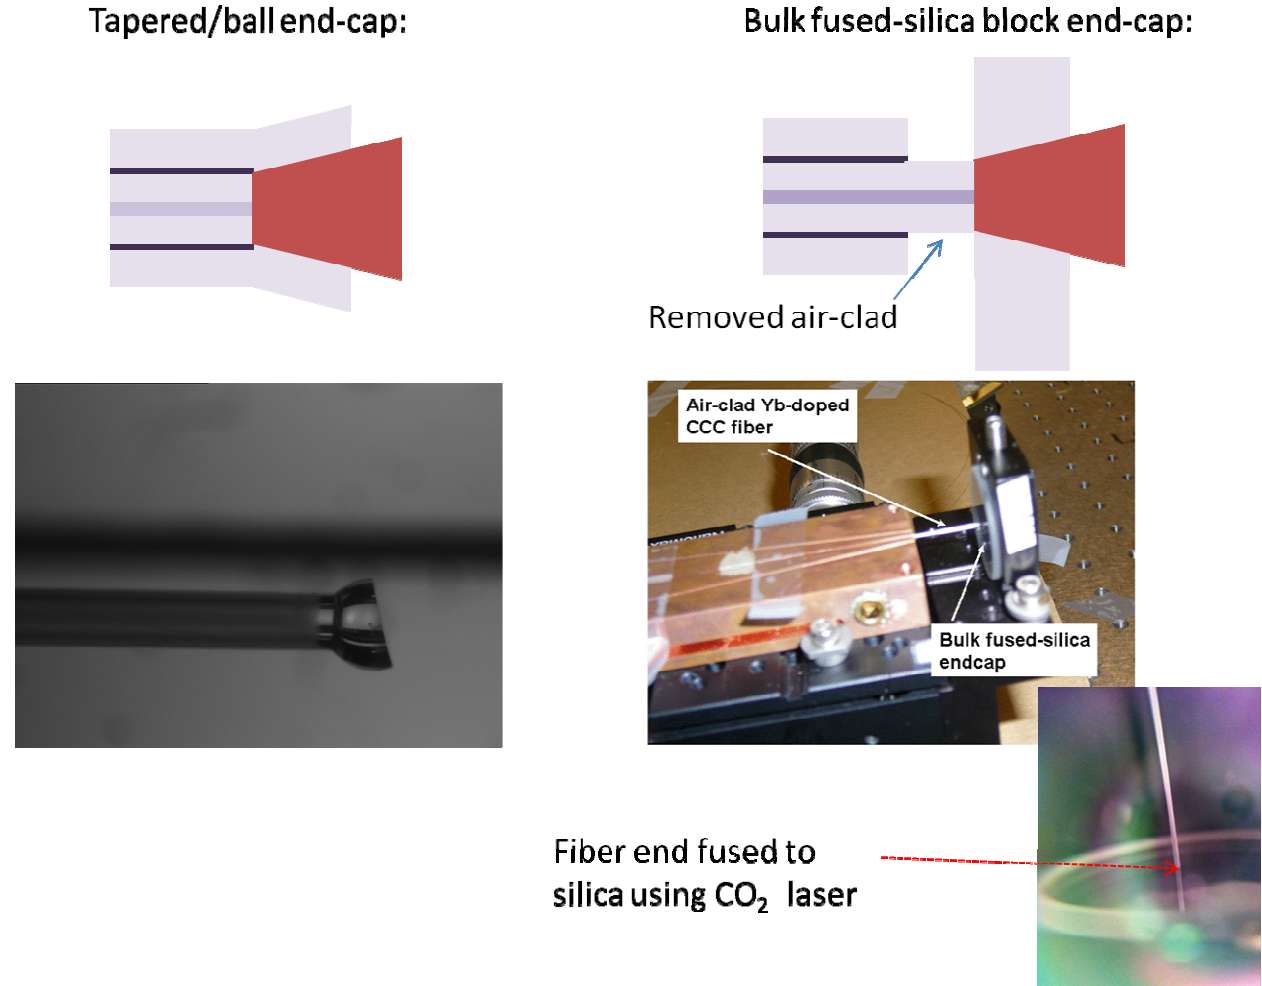 Tapered/ball end-cap:
Bulk fused-silica block end-cap:
Removed air-clad
Air-clad Yb-doped
CCC fiber
Bulk fused-silica
endcap
Fiber end fused to
silica using CO₂ laser